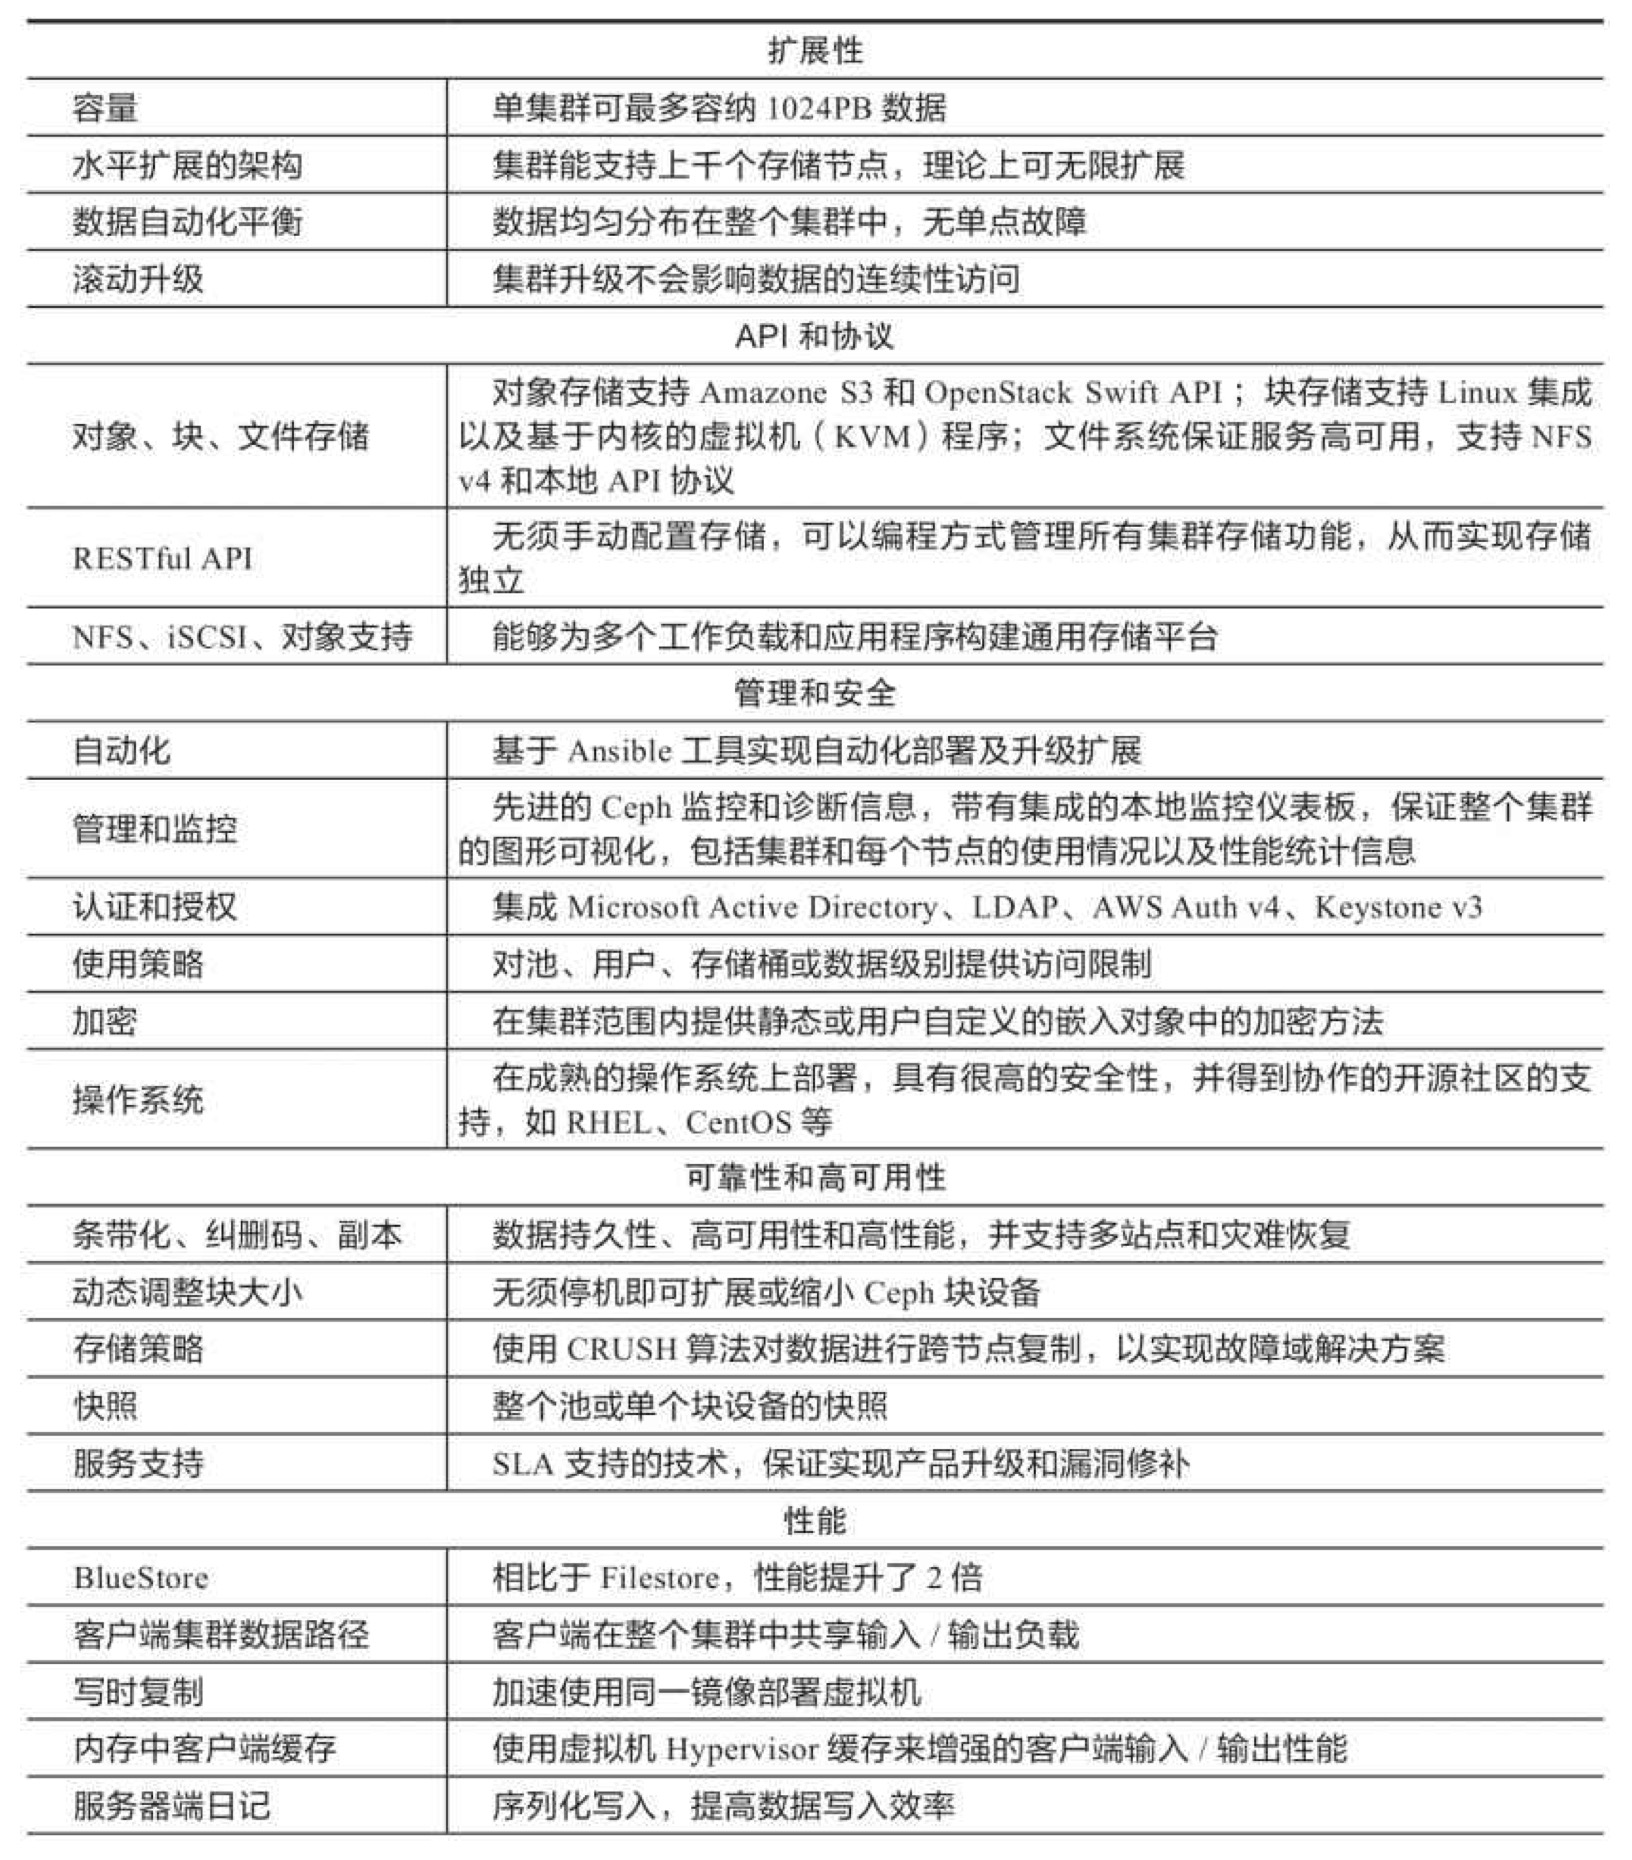 扩展性
容量
单集群可最多容纳 1024PB 数据
水平扩展的架构
集群能支持上千个存储节点，理论上可无限扩展
数据自动化平衡
数据均匀分布在整个集群中，无单点故障
滚动升级
集群升级不会影响数据的连续性访问
API 和协议
对象、块、文件存储
对象存储支持 Amazone S3 和 OpenStack Swift API；块存储支持 Linux 集成
以及基于内核的虚拟机（KVM）程序；文件系统保证服务高可用，支持 NFS
v4 和本地 API 协议
RESTful API
无须手动配置存储，可以编程方式管理所有集群存储功能，从而实现存储
独立
NFS、iSCSI、对象支持
能够为多个工作负载和应用程序构建通用存储平台
管理和安全
自动化
基于 Ansible 工具实现自动化部署及升级扩展
管理和监控
先进的 Ceph 监控和诊断信息，带有集成的本地监控仪表板，保证整个集群
的图形可视化，包括集群和每个节点的使用情况以及性能统计信息
认证和授权
集成 Microsoft Active Directory、LDAP、AWS Auth v4、Keystone v3
使用策略
对池、用户、存储桶或数据级别提供访问限制
加密
在集群范围内提供静态或用户自定义的嵌入对象中的加密方法
操作系统
在成熟的操作系统上部署，具有很高的安全性，并得到协作的开源社区的支
持，如 RHEL、CentOS 等
可靠性和高可用性
条带化、纠删码、副本
数据持久性、高可用性和高性能，并支持多站点和灾难恢复
动态调整块大小
无须停机即可扩展或缩小 Ceph 块设备
存储策略
使用 CRUSH 算法对数据进行跨节点复制，以实现故障域解决方案
快照
整个池或单个块设备的快照
服务支持
SLA 支持的技术，保证实现产品升级和漏洞修补
性能
BlueStore
相比于 Filestore，性能提升了 2 倍
客户端集群数据路径
客户端在整个集群中共享输入 / 输出负载
写时复制
加速使用同一镜像部署虚拟机
内存中客户端缓存
使用虚拟机 Hypervisor 缓存来增强的客户端输入 / 输出性能
服务器端日记
序列化写入，提高数据写入效率